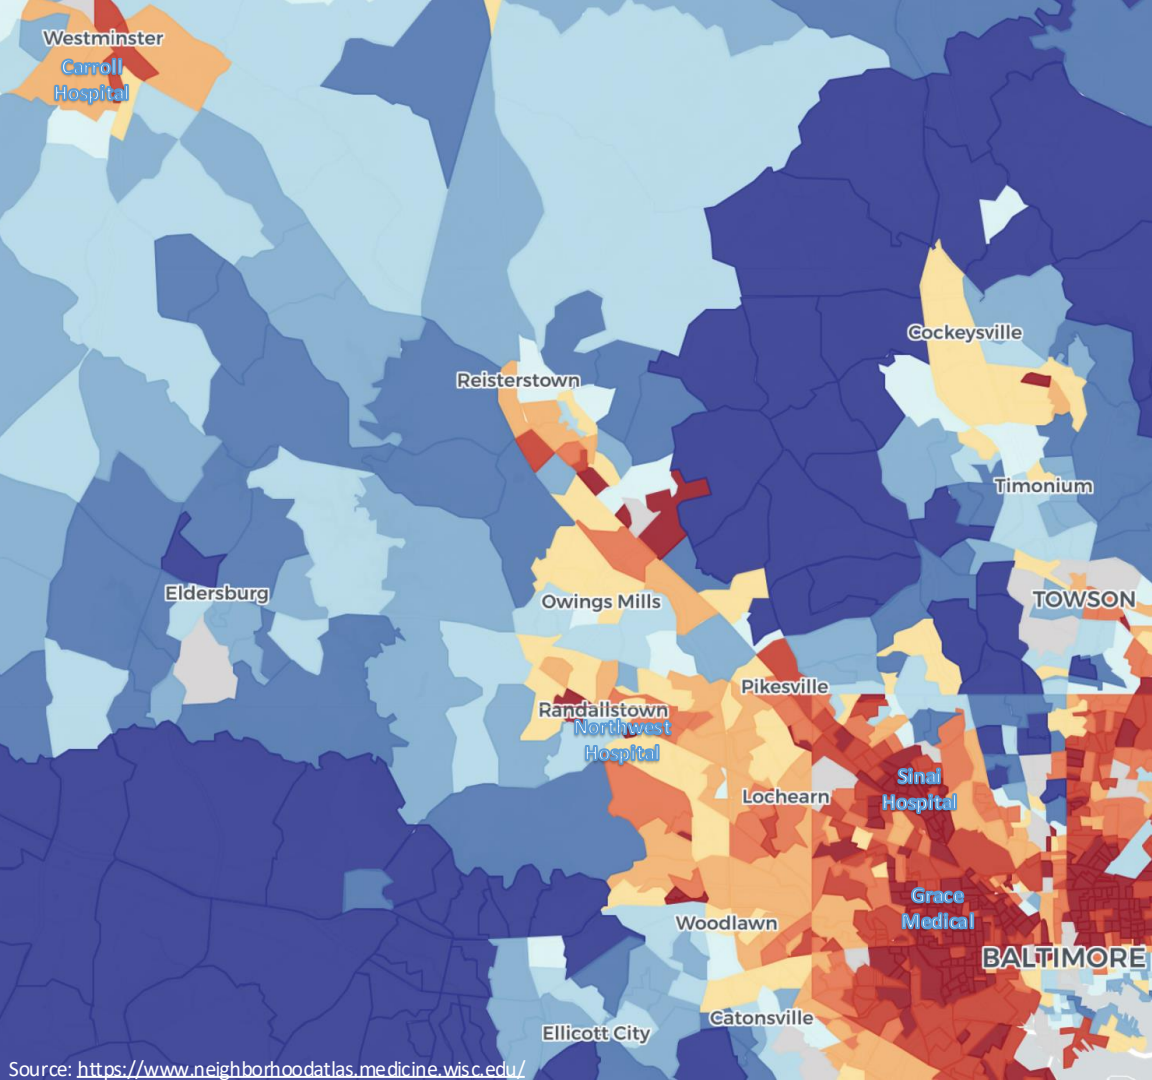 Westminster
Carroll
Hospital
Cockeysville
Reisterstown
Timonium
Eldersburg
Owings Mills
TOWSON
Pikesville
Randallstown
Northwest
Hospital
Sinai
Hospital
Lochearn
Grace
Medical
Woodlawn
BALTIMORE
Catonsville
Ellicott City
Source: https://www.neighborhoodatlas.medicine.wisc.edu/